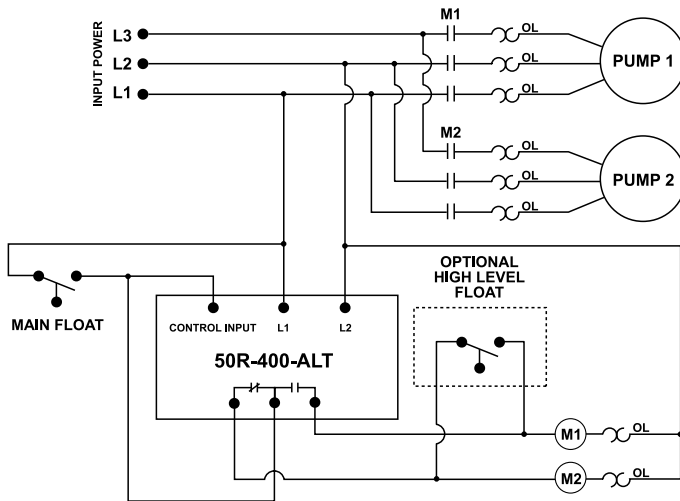 INPUT POWER
L3
L2
L1
M1
OL
OL
OL
PUMP 1
M2
OL
OL
OL
PUMP 2
MAIN FLOAT
OPTIONAL
HIGH LEVEL
FLOAT
CONTROL INPUT
L1
L2
50R-400-ALT
M1
OL
M2
OL